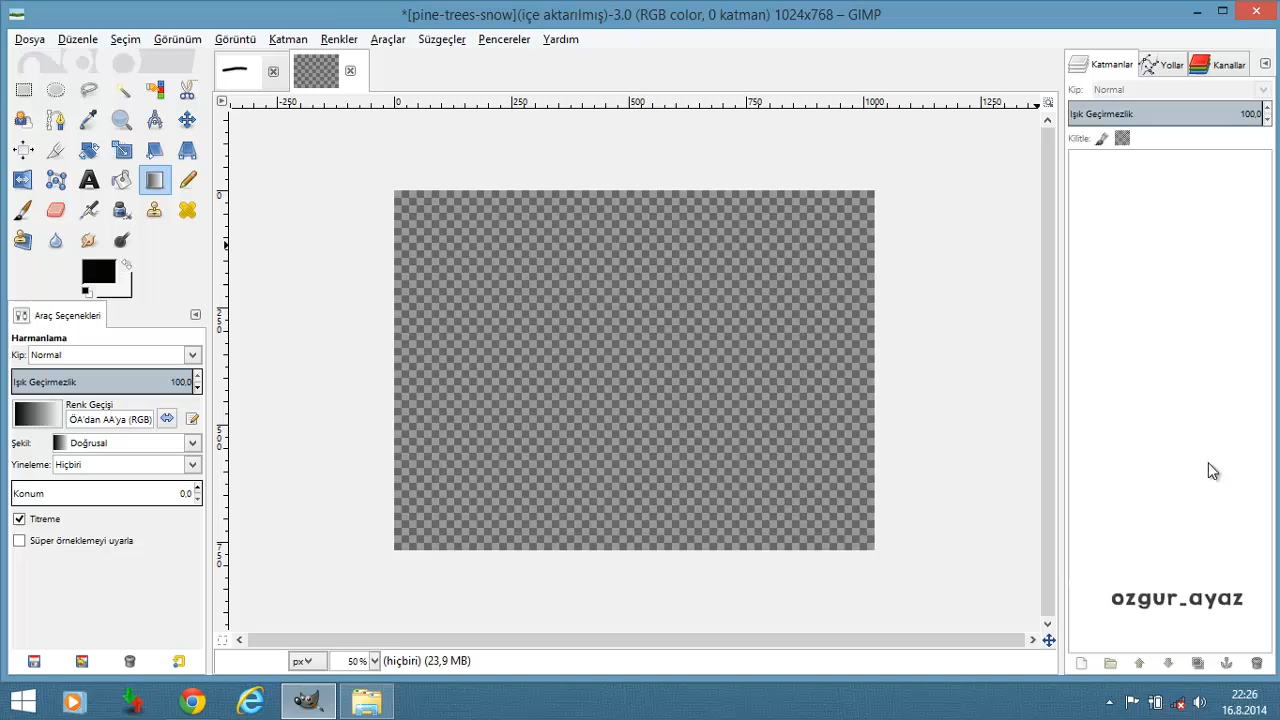 *[pine-trees-snow](içe aktarılmış)-3.0 (RGB color, 0 katman) 1024x768 – GIMP
Dosya Düzenle Seçim Görünüm Görüntü Katman Renkler Araçlar Süzgeçler Pencereler Yardım
Katmanlar Yollar Kanallar
Kip: Normal
Işık Geçirmezlik 100,0
Kilitle:
-250 0 250 500 750 1000 1250
0
250
500
750
Araç Seçenekleri
Harmanlama
Kip: Normal
Işık Geçirmezlik 100,0
Renk Geçişi
ÖA'dan AA'ya (RGB)
Şekil: Doğrusal
Yineleme: Hiçbiri
Konum 0,0
Titreme
Süper örneklemeyi uyarla
ozgur_ayaz
px 50 % (hiçbiri) (23,9 MB)
22:26
16.8.2014